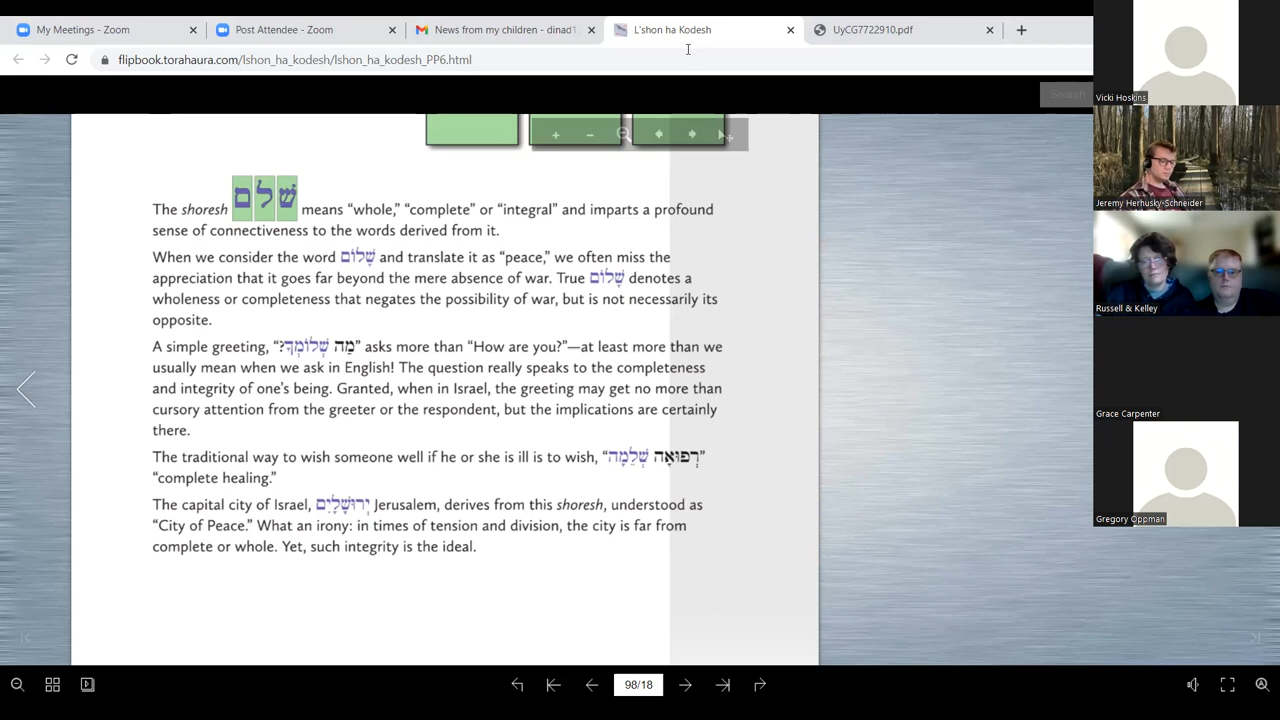 My Meetings - Zoom
Post Attendee - Zoom
News from my children - dinad1
L'shon ha Kodesh
UyCG7722910.pdf
flipbook.torahaura.com/lshon_ha_kodesh/lshon_ha_kodesh_PP6.html
Search
The shoresh שׁלם means “whole,” “complete” or “integral” and imparts a profound
sense of connectiveness to the words derived from it.
When we consider the word שָׁלוֹם and translate it as “peace,” we often miss the
appreciation that it goes far beyond the mere absence of war. True שָׁלוֹם denotes a
wholeness or completeness that negates the possibility of war, but is not necessarily its
opposite.
A simple greeting, “מַה שְׁלוֹמְךָ?” asks more than “How are you?”—at least more than we
usually mean when we ask in English! The question really speaks to the completeness
and integrity of one’s being. Granted, when in Israel, the greeting may get no more than
cursory attention from the greeter or the respondent, but the implications are certainly
there.
The traditional way to wish someone well if he or she is ill is to wish, “רְפוּאָה שְׁלֵמָה”
“complete healing.”
The capital city of Israel, יְרוּשָׁלַיִם Jerusalem, derives from this shoresh, understood as
“City of Peace.” What an irony: in times of tension and division, the city is far from
complete or whole. Yet, such integrity is the ideal.
98/18
Vicki Hoskins
Jeremy Herhusky-Schneider
Russell & Kelley
Grace Carpenter
Gregory Oppman